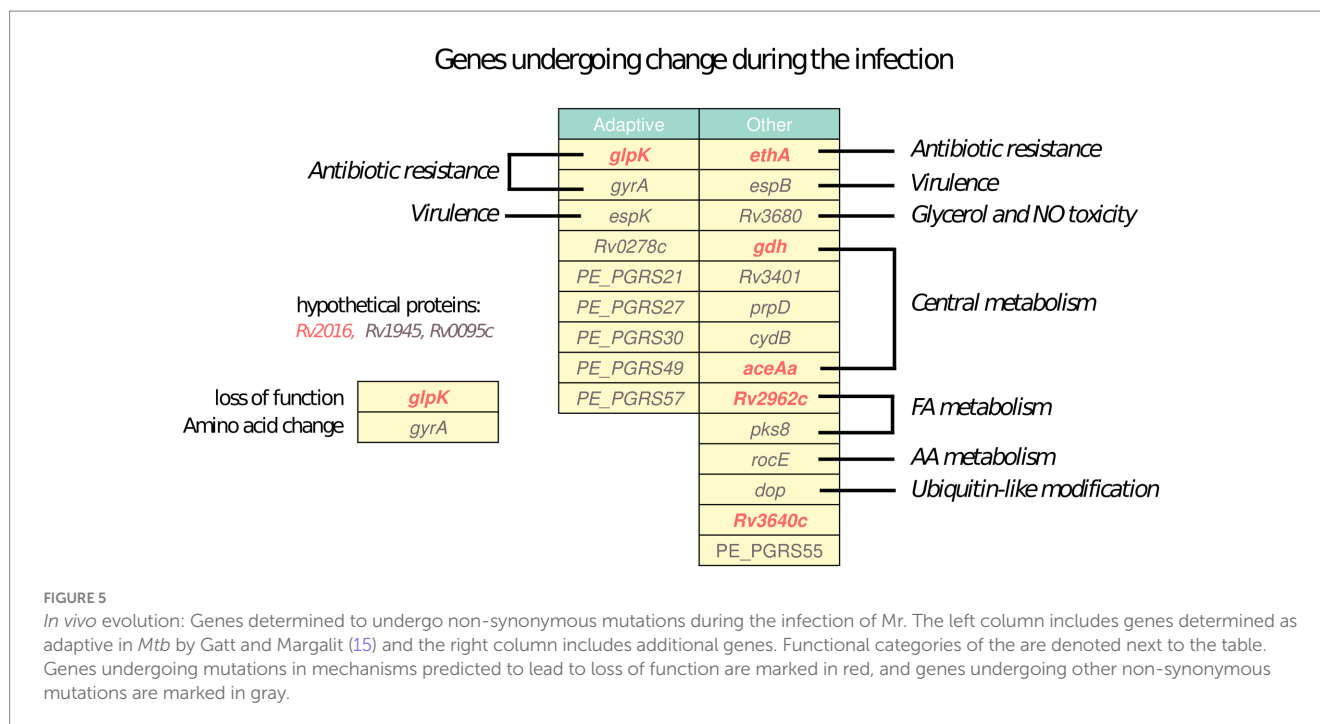 Genes undergoing change during the infection
Adaptive Other
Antibiotic resistance
Virulence
glpK ethA
gyrA espB
espK Rv3680
Rv0278c gdh
PE_PGRS21 Rv3401
PE_PGRS27 prpD
PE_PGRS30 cydB
PE_PGRS49 aceAa
PE_PGRS57 Rv2962c
pks8
rocE
dop
Rv3640c
PE_PGRS55
Antibiotic resistance
Virulence
Glycerol and NO toxicity
Central metabolism
FA metabolism
AA metabolism
Ubiquitin-like modification
hypothetical proteins:
Rv2016, Rv1945, Rv0095c
loss of function glpK
Amino acid change gyrA
FIGURE 5
In vivo evolution: Genes determined to undergo non-synonymous mutations during the infection of Mr. The left column includes genes determined as
adaptive in Mtb by Gatt and Margalit (15) and the right column includes additional genes. Functional categories of the are denoted next to the table.
Genes undergoing mutations in mechanisms predicted to lead to loss of function are marked in red, and genes undergoing other non-synonymous
mutations are marked in gray.